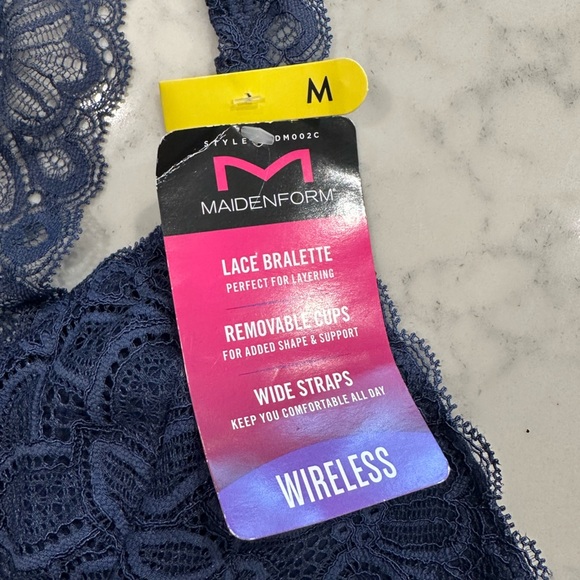 M
STYLE DM002C
MAIDENFORM
LACE BRALETTE
PERFECT FOR LAYERING
REMOVABLE CUPS
FOR ADDED SHAPE & SUPPORT
WIDE STRAPS
KEEP YOU COMFORTABLE ALL DAY
WIRELESS